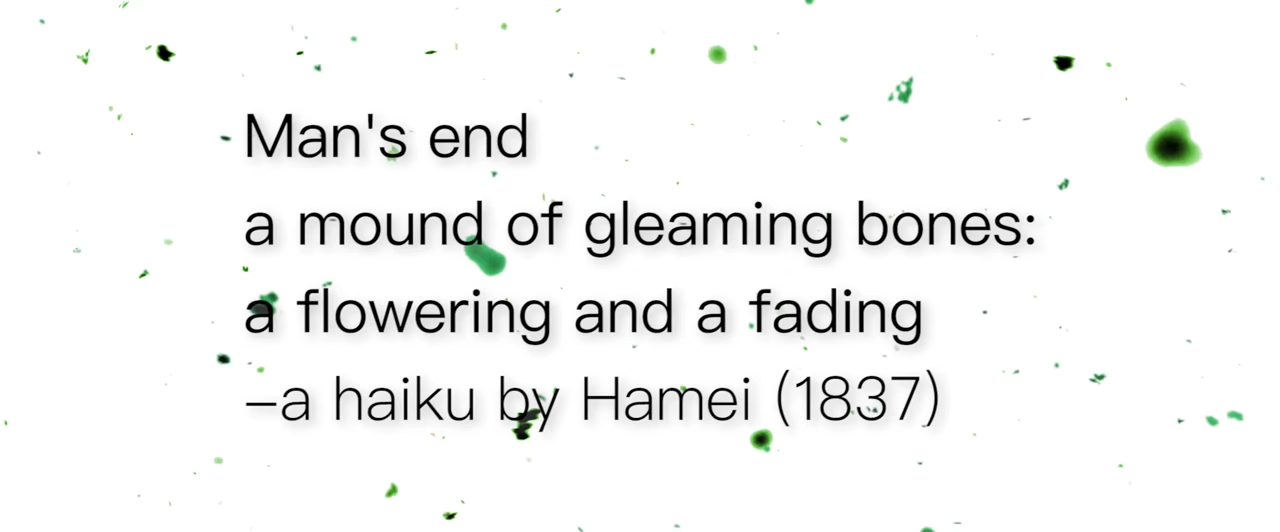 Man's end
a mound of gleaming bones:
a flowering and a fading
–a haiku by Hamei (1837)